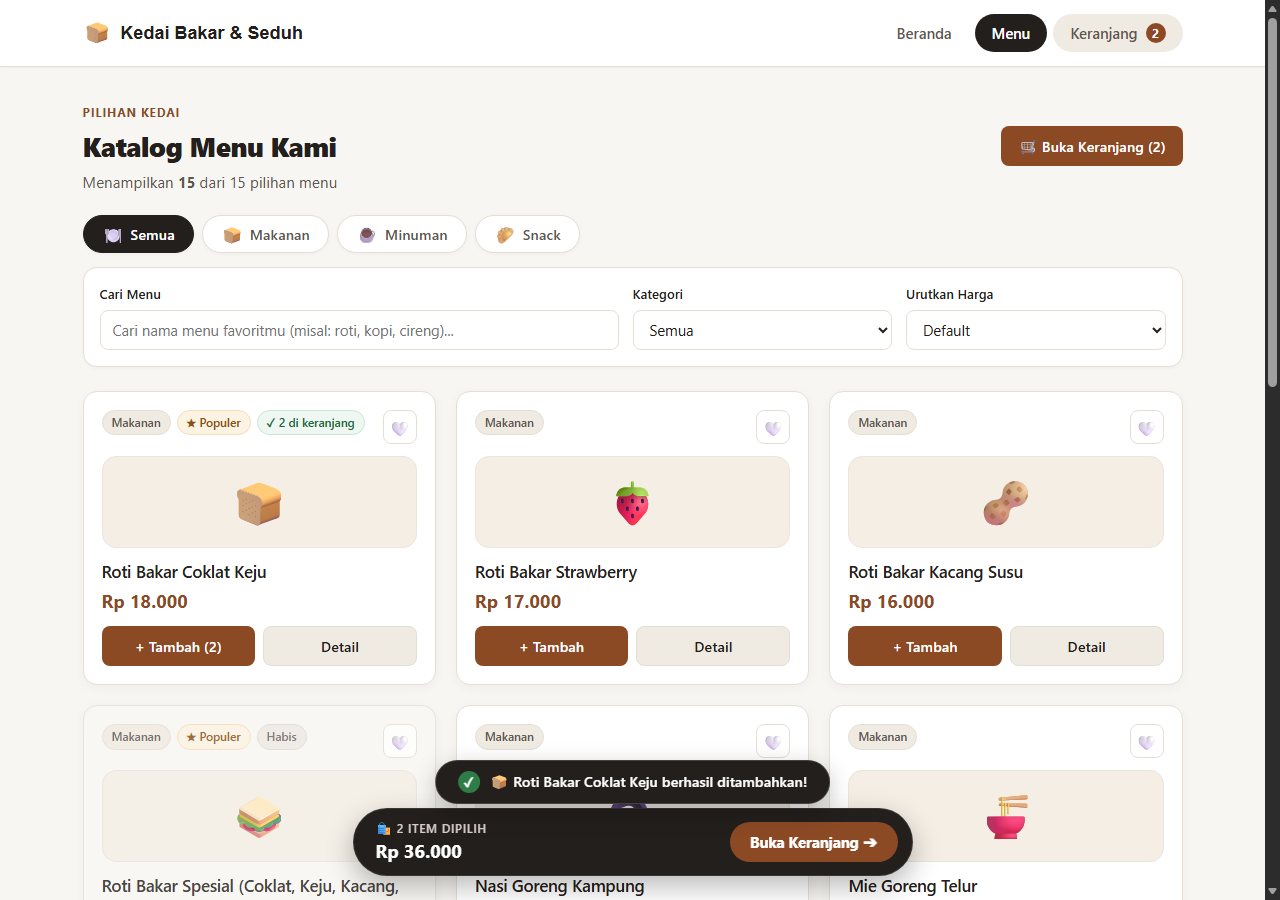 Kedai Bakar & Seduh
Beranda
Menu
Keranjang 2
PILIHAN KEDAI
Katalog Menu Kami
Menampilkan 15 dari 15 pilihan menu
Buka Keranjang (2)
Semua
Makanan
Minuman
Snack
Cari Menu
Kategori
Urutkan Harga
Cari nama menu favoritmu (misal: roti, kopi, cireng)...
Semua
Default
Makanan
★ Populer
✓ 2 di keranjang
Roti Bakar Coklat Keju
Rp 18.000
+ Tambah (2)
Detail
Makanan
Roti Bakar Strawberry
Rp 17.000
+ Tambah
Detail
Makanan
Roti Bakar Kacang Susu
Rp 16.000
+ Tambah
Detail
Makanan
★ Populer
Habis
Roti Bakar Spesial (Coklat, Keju, Kacang,
Makanan
Nasi Goreng Kampung
Makanan
Mie Goreng Telur
Roti Bakar Coklat Keju berhasil ditambahkan!
2 ITEM DIPILIH
Rp 36.000
Buka Keranjang ➔